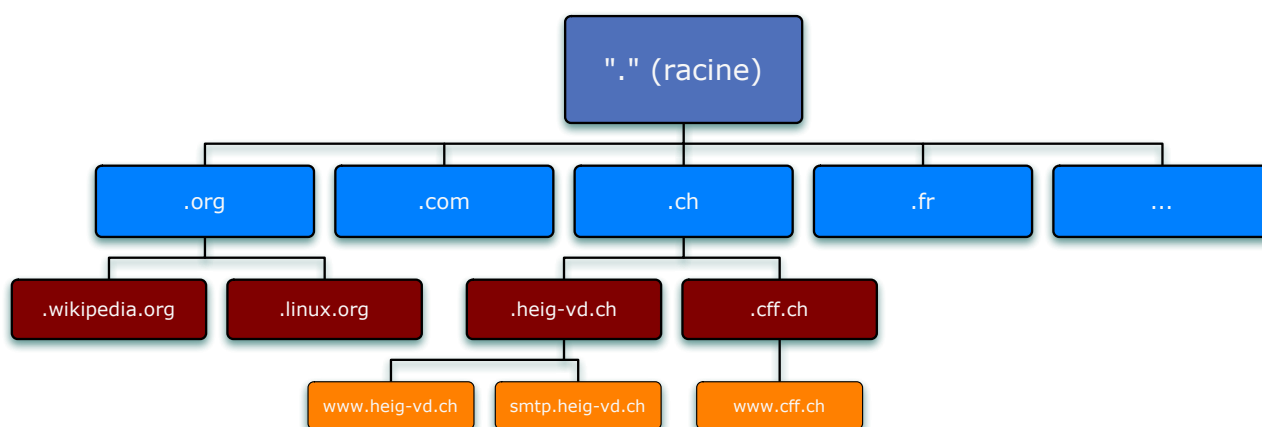 "." (racine)
.org
.com
.ch
.fr
...
.wikipedia.org
.linux.org
.heig-vd.ch
.cff.ch
www.heig-vd.ch
smtp.heig-vd.ch
www.cff.ch